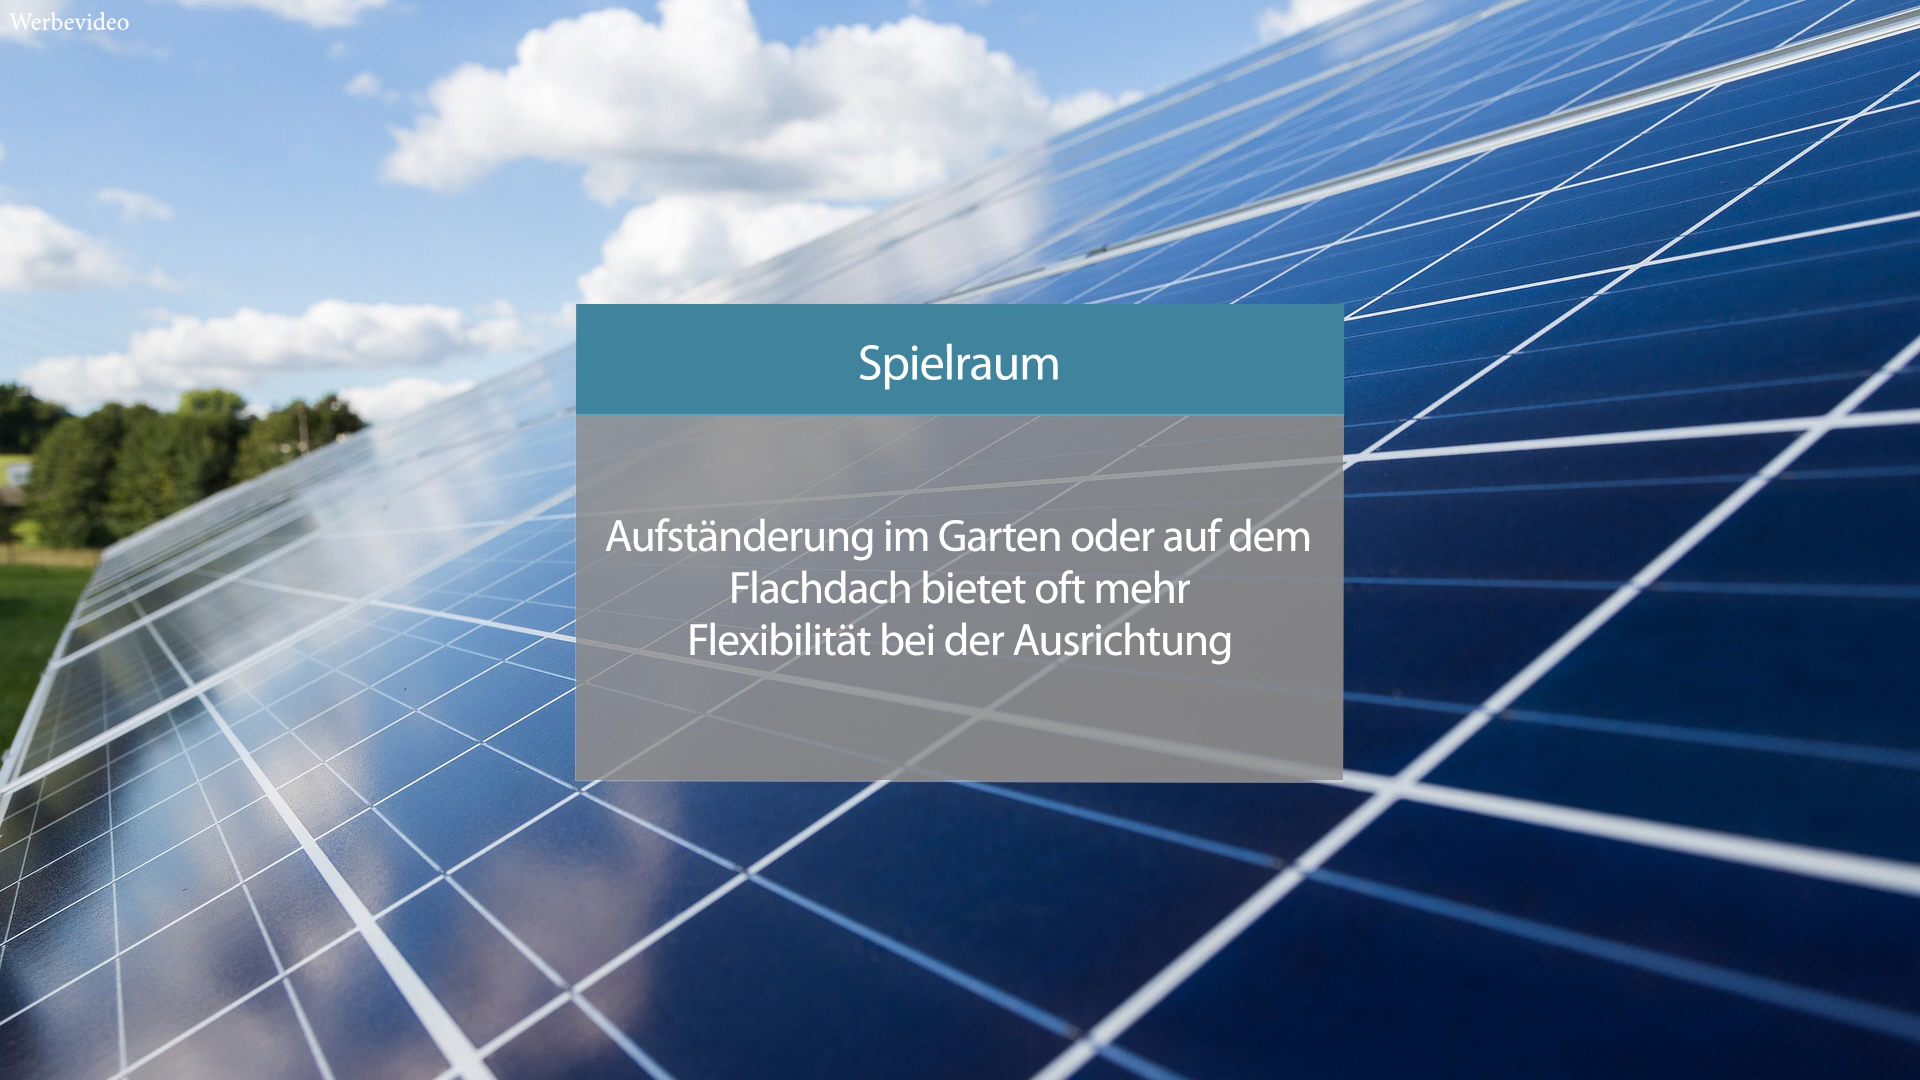 Werbevideo
Spielraum
Aufständerung im Garten oder auf dem
Flachdach bietet oft mehr
Flexibilität bei der Ausrichtung